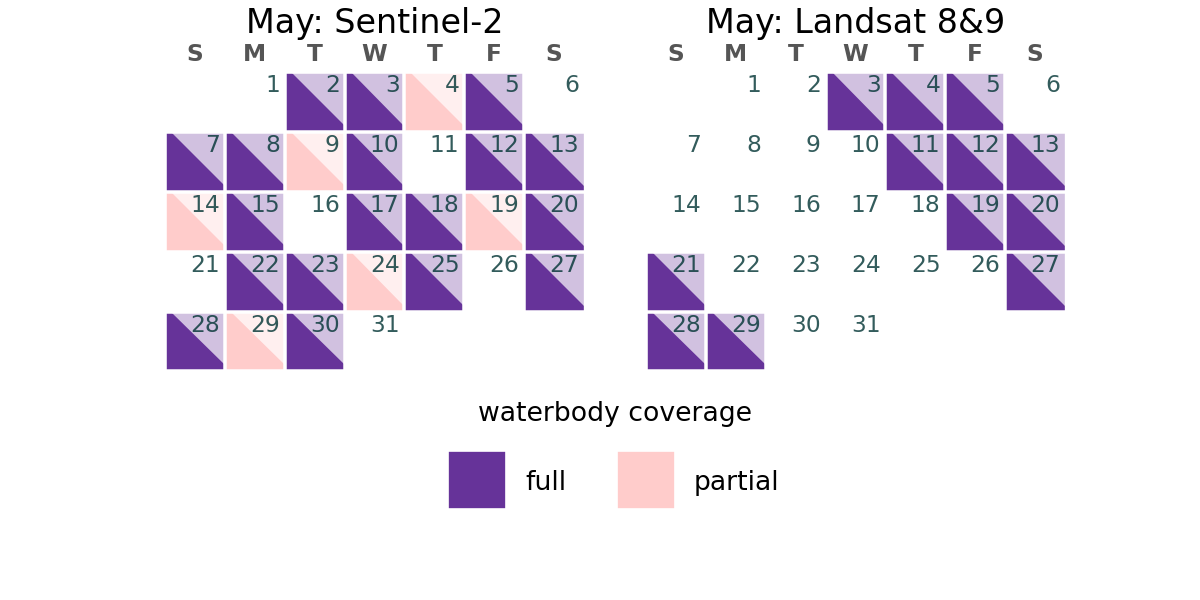 May: Sentinel-2
S M T W T F S
1 2 3 4 5 6
7 8 9 10 11 12 13
14 15 16 17 18 19 20
21 22 23 24 25 26 27
28 29 30 31
May: Landsat 8&9
S M T W T F S
1 2 3 4 5 6
7 8 9 10 11 12 13
14 15 16 17 18 19 20
21 22 23 24 25 26 27
28 29 30 31
waterbody coverage
full partial